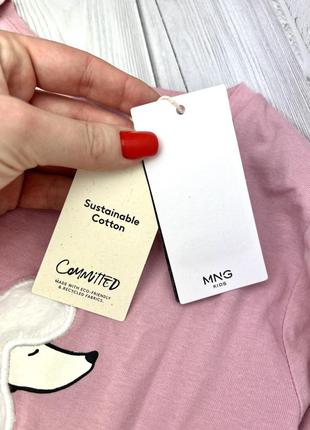 Sustainable
Cotton
COMMITTED
MADE WITH ECO-FRIENDLY
& RECYCLED FABRICS.
MNG
KIDS